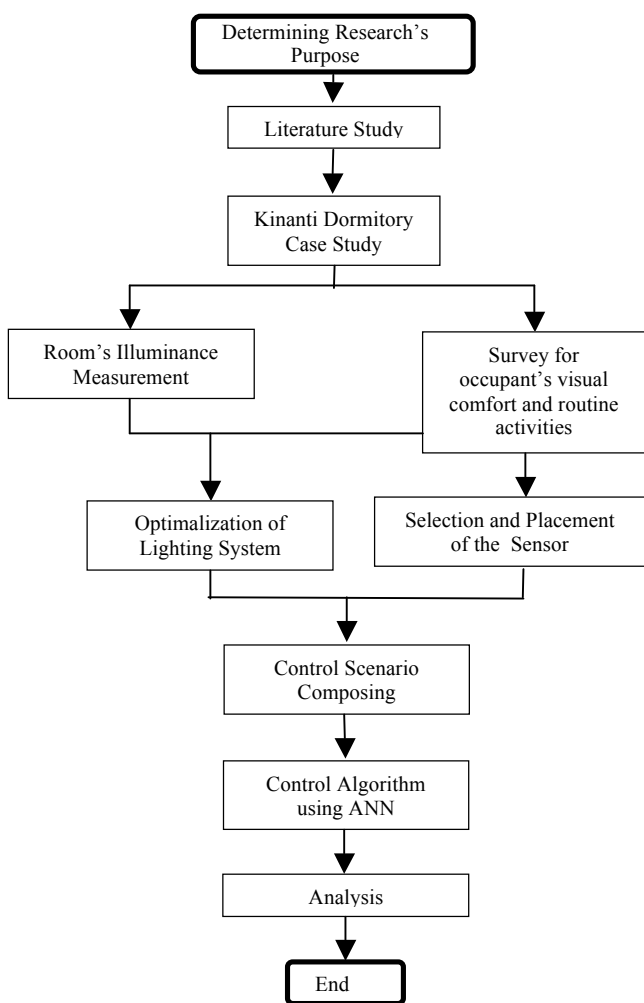 Determining Research's
Purpose
Literature Study
Kinanti Dormitory
Case Study
Room's Illuminance
Measurement
Survey for
occupant's visual
comfort and routine
activities
Optimalization of
Lighting System
Selection and Placement
of the Sensor
Control Scenario
Composing
Control Algorithm
using ANN
Analysis
End